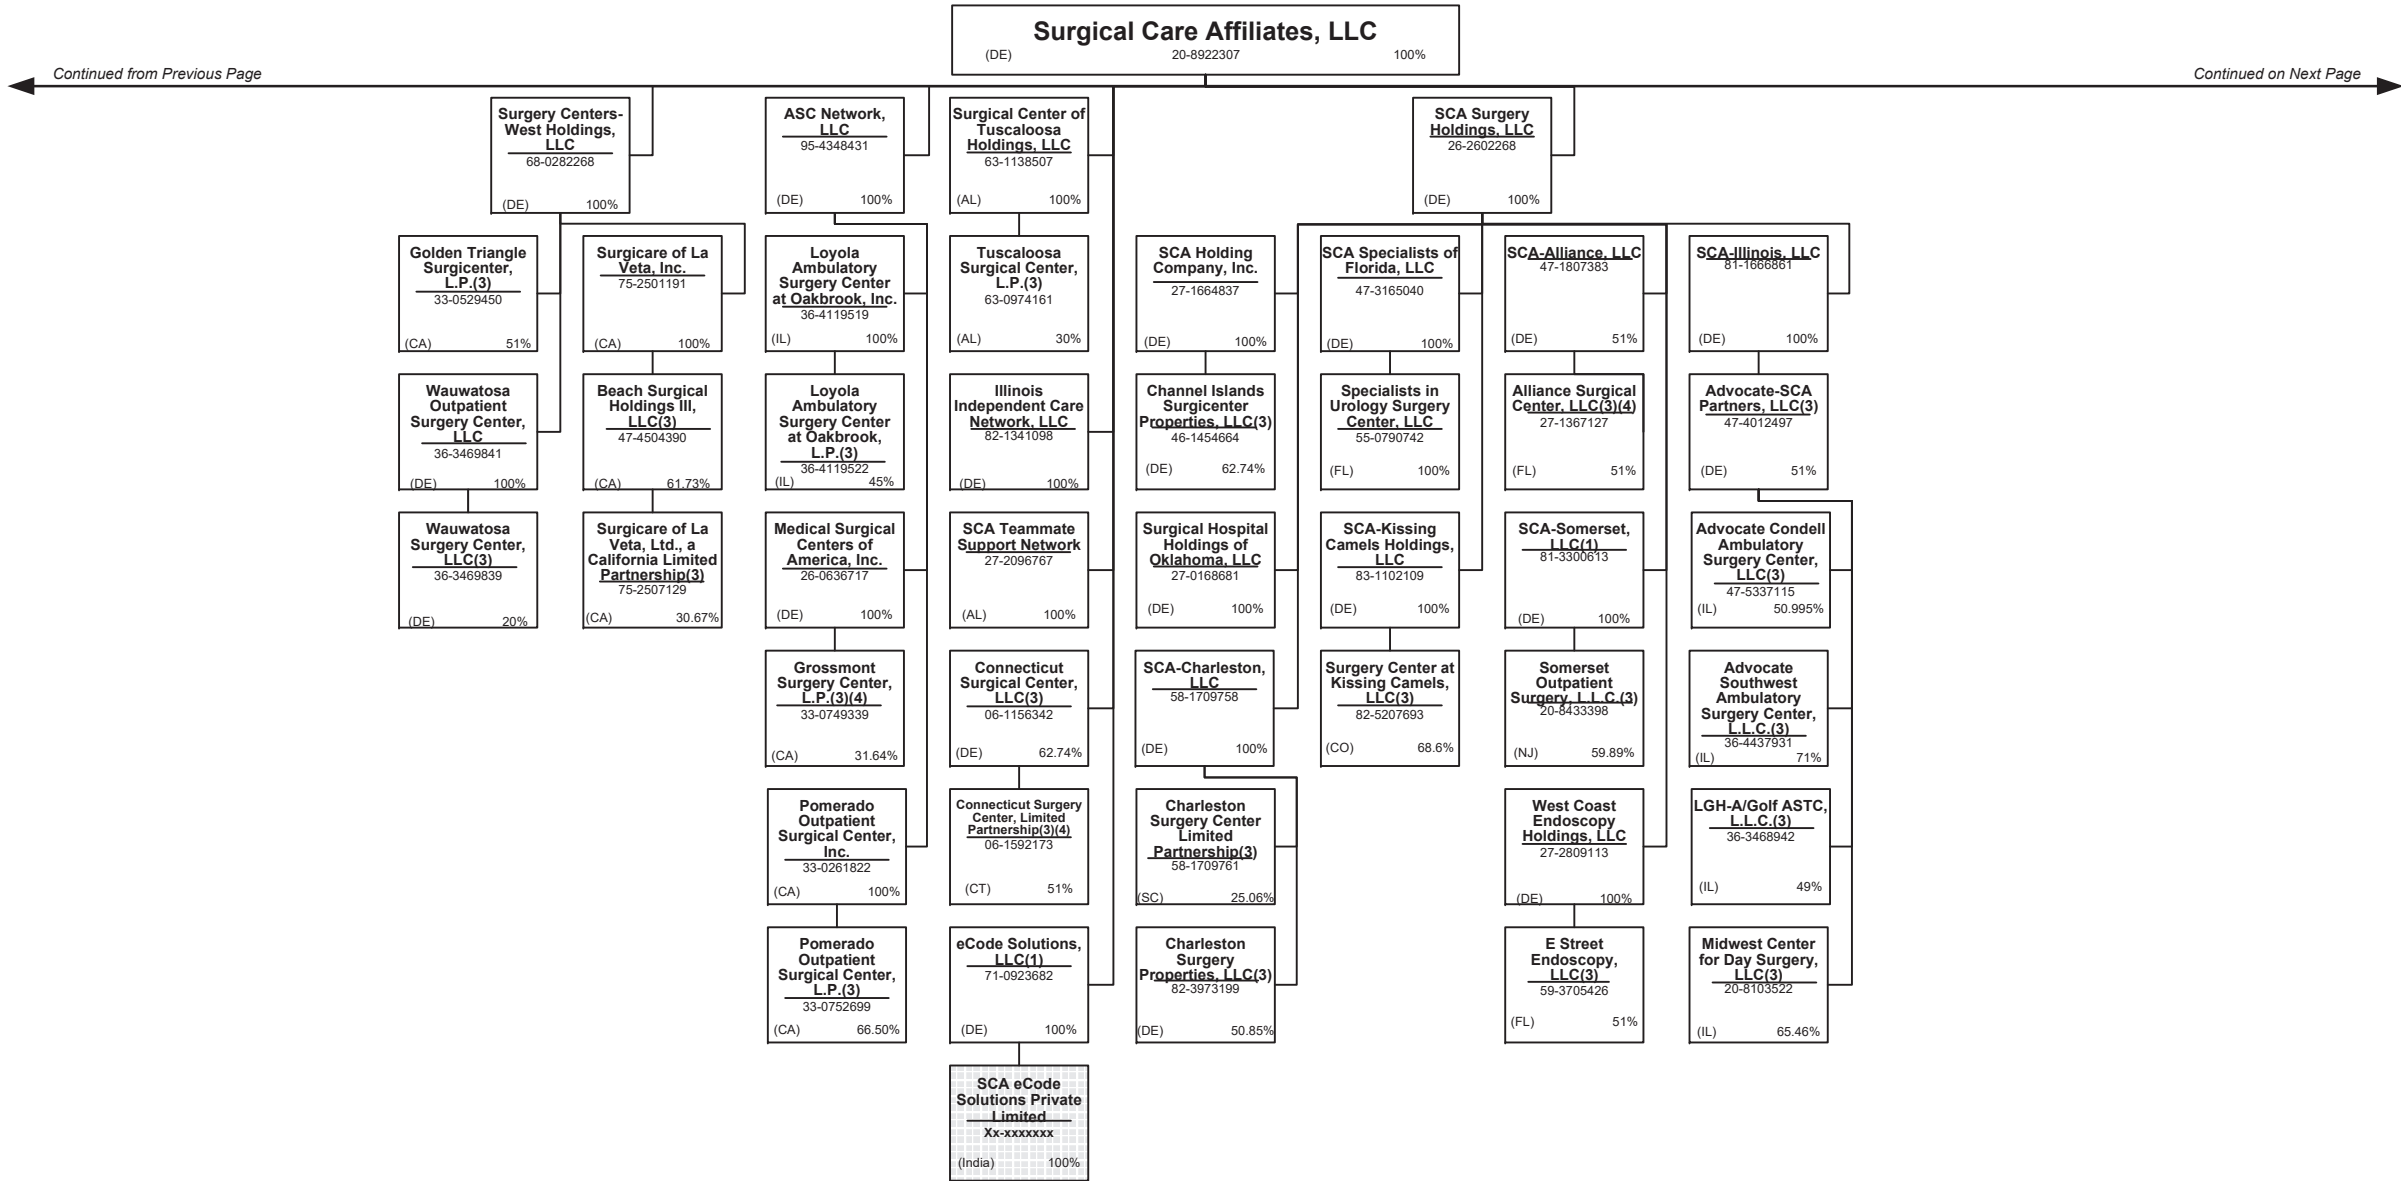 Surgical Care Affiliates, LLC
(DE) 20-8922307 100%
Continued from Previous Page
Continued on Next Page
Surgery Centers-
West Holdings,
LLC
68-0282268
(DE) 100%
ASC Network,
LLC
95-4348431
(DE) 100%
Surgical Center of
Tuscaloosa
Holdings, LLC
63-1138507
(AL) 100%
SCA Surgery
Holdings, LLC
26-2602268
(DE) 100%
Golden Triangle
Surgicenter,
L.P.(3)
33-0529450
(CA) 51%
Surgicare of La
Veta, Inc.
75-2501191
(CA) 100%
Loyola
Ambulatory
Surgery Center
at Oakbrook, Inc.
36-4119519
(IL) 100%
Tuscaloosa
Surgical Center,
L.P.(3)
63-0974161
(AL) 30%
SCA Holding
Company, Inc.
27-1664837
(DE) 100%
SCA Specialists of
Florida, LLC
47-3165040
(DE) 100%
SCA-Alliance, LLC
47-1807383
(DE) 51%
SCA-Illinois, LLC
81-1666861
(DE) 100%
Wauwatosa
Outpatient
Surgery Center,
LLC
36-3469841
(DE) 100%
Beach Surgical
Holdings III,
LLC(3)
47-4504390
(CA) 61.73%
Loyola
Ambulatory
Surgery Center
at Oakbrook,
L.P.(3)
36-4119522
(IL) 45%
Illinois
Independent Care
Network, LLC
82-1341098
(DE) 100%
Channel Islands
Surgicenter
Properties, LLC(3)
46-1454664
(DE) 62.74%
Specialists in
Urology Surgery
Center, LLC
55-0790742
(FL) 100%
Alliance Surgical
Center, LLC(3)(4)
27-1367127
(FL) 51%
Advocate-SCA
Partners, LLC(3)
47-4012497
(DE) 51%
Wauwatosa
Surgery Center,
LLC(3)
36-3469839
(DE) 20%
Surgicare of La
Veta, Ltd., a
California Limited
Partnership(3)
75-2507129
(CA) 30.67%
Medical Surgical
Centers of
America, Inc.
26-0636717
(DE) 100%
SCA Teammate
Support Network
27-2096767
(AL) 100%
Surgical Hospital
Holdings of
Oklahoma, LLC
27-0168681
(DE) 100%
SCA-Kissing
Camels Holdings,
LLC
83-1102109
(DE) 100%
SCA-Somerset,
LLC(1)
81-3300613
(DE) 100%
Advocate Condell
Ambulatory
Surgery Center,
LLC(3)
47-5337115
(IL) 50.995%
Grossmont
Surgery Center,
L.P.(3)(4)
33-0749339
(CA) 31.64%
Connecticut
Surgical Center,
LLC(3)
06-1156342
(DE) 62.74%
SCA-Charleston,
LLC
58-1709758
(DE) 100%
Surgery Center at
Kissing Camels,
LLC(3)
82-5207693
(CO) 68.6%
Somerset
Outpatient
Surgery, L.L.C.(3)
20-8433398
(NJ) 59.89%
Advocate
Southwest
Ambulatory
Surgery Center,
L.L.C.(3)
36-4437931
(IL) 71%
Pomerado
Outpatient
Surgical Center,
Inc.
33-0261822
(CA) 100%
Connecticut Surgery
Center, Limited
Partnership(3)(4)
06-1592173
(CT) 51%
Charleston
Surgery Center
Limited
Partnership(3)
58-1709761
(SC) 25.06%
West Coast
Endoscopy
Holdings, LLC
27-2809113
(DE) 100%
LGH-A/Golf ASTC,
L.L.C.(3)
36-3468942
(IL) 49%
Pomerado
Outpatient
Surgical Center,
L.P.(3)
33-0752699
(CA) 66.50%
eCode Solutions,
LLC(1)
71-0923682
(DE) 100%
Charleston
Surgery
Properties, LLC(3)
82-3973199
(DE) 50.85%
E Street
Endoscopy,
LLC(3)
59-3705426
(FL) 51%
Midwest Center
for Day Surgery,
LLC(3)
20-8103522
(IL) 65.46%
SCA eCode
Solutions Private
Limited
Xx-xxxxxxx
(India) 100%